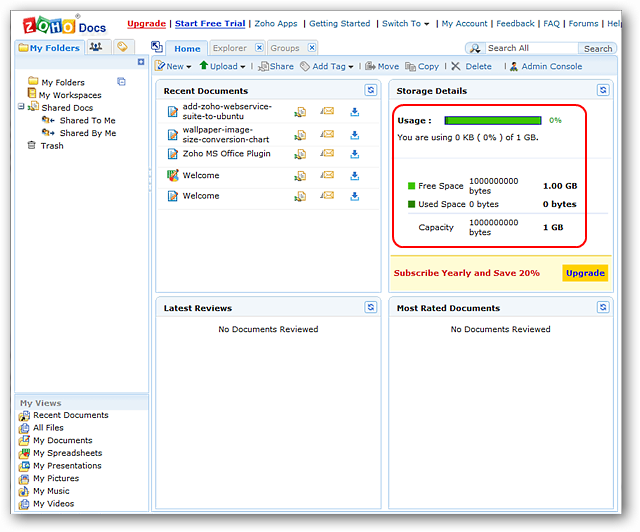 ZOHO Docs
Upgrade | Start Free Trial | Zoho Apps | Getting Started | Switch To | My Account | Feedback | FAQ | Forums | Hel
My Folders
Home Explorer Groups Search All Search
New Upload Share Add Tag Move Copy Delete Admin Console
My Folders
My Workspaces
Shared Docs
Shared To Me
Shared By Me
Trash
Recent Documents
add-zoho-webservice-
suite-to-ubuntu
wallpaper-image-
size-conversion-chart
Zoho MS Office Plugin
Welcome
Welcome
Storage Details
Usage : 0%
You are using 0 KB ( 0% ) of 1 GB.
Free Space 1000000000 bytes 1.00 GB
Used Space 0 bytes 0 bytes
Capacity 1000000000 bytes 1 GB
Subscribe Yearly and Save 20% Upgrade
Latest Reviews
No Documents Reviewed
Most Rated Documents
No Documents Reviewed
My Views
Recent Documents
All Files
My Documents
My Spreadsheets
My Presentations
My Pictures
My Music
My Videos